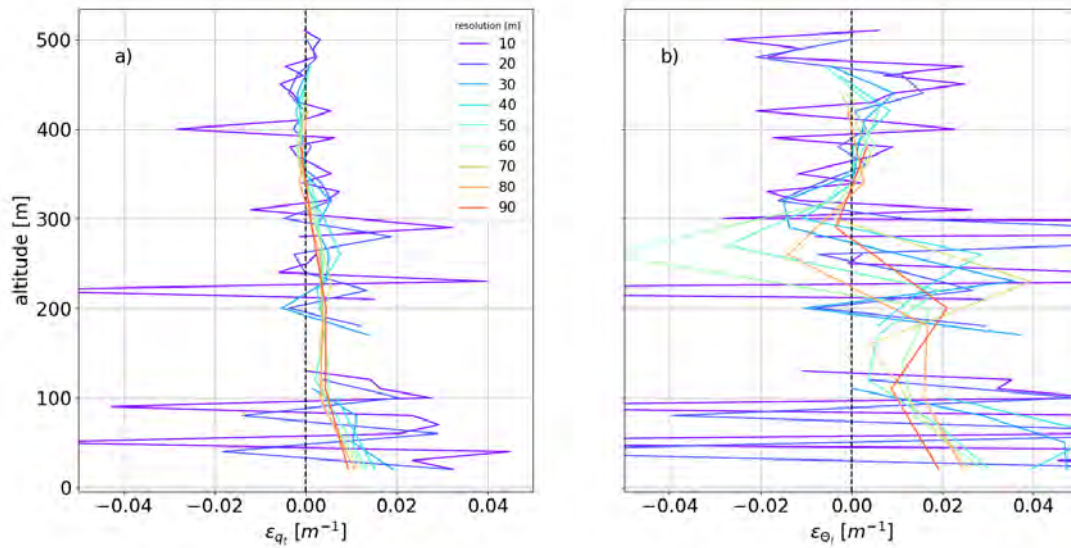 a)
b)
resolution [m]
10
20
30
40
50
60
70
80
90
altitude [m]
500
400
300
200
100
0
−0.04 −0.02 0.00 0.02 0.04
−0.04 −0.02 0.00 0.02 0.04
ε_{q_t} [m^{−1}]
ε_{Θ_l} [m^{−1}]